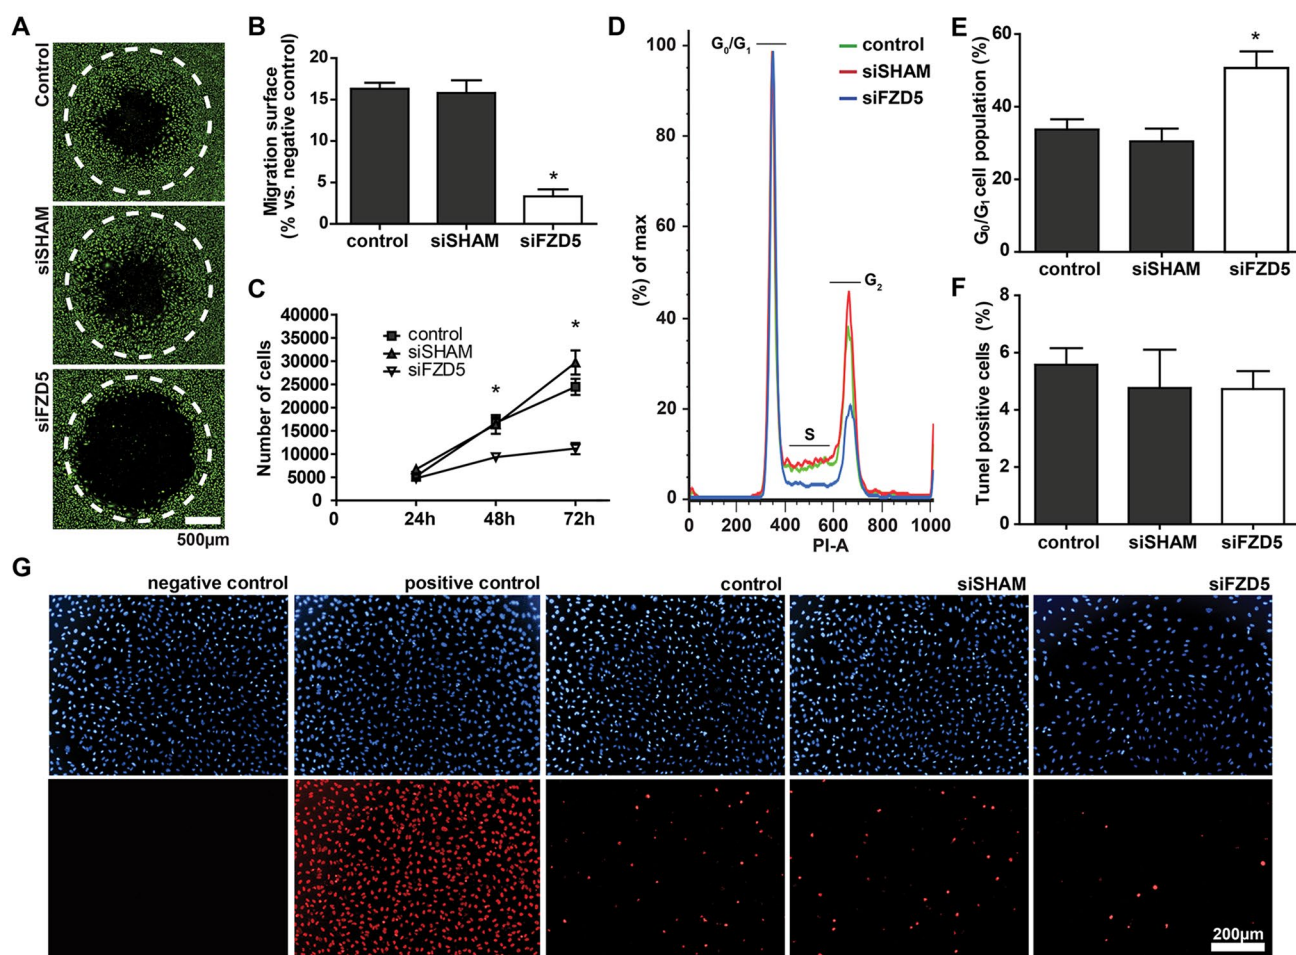 A
Control
siSHAM
siFZD5
500µm
B
Migration surface
(% vs. negative control)
20
15
10
5
0
control
siSHAM
siFZD5
*
C
Number of cells
40000
35000
30000
25000
20000
15000
10000
5000
0
control
siSHAM
siFZD5
*
*
0
24h
48h
72h
D
(%) of max
100
80
60
40
20
0
G₀/G₁
S
G₂
control
siSHAM
siFZD5
0
200
400
600
800
1000
PI-A
E
G₀/G₁ cell population (%)
60
40
20
0
*
control
siSHAM
siFZD5
F
Tunel positive cells (%)
8
6
4
2
0
control
siSHAM
siFZD5
G
negative control
positive control
control
siSHAM
siFZD5
200µm